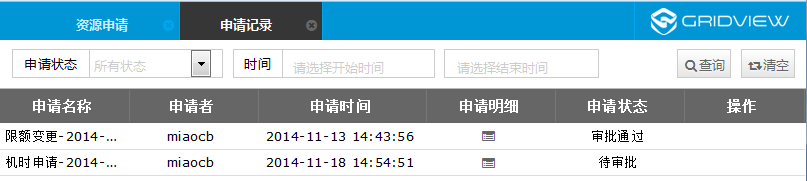 资源申请 申请记录 GRIDVIEW
申请状态 所有状态 时间 请选择开始时间 请选择结束时间 查询 清空
申请名称 申请者 申请时间 申请明细 申请状态 操作
限额变更-2014-... miaocb 2014-11-13 14:43:56 审批通过
机时申请-2014-... miaocb 2014-11-18 14:54:51 待审批